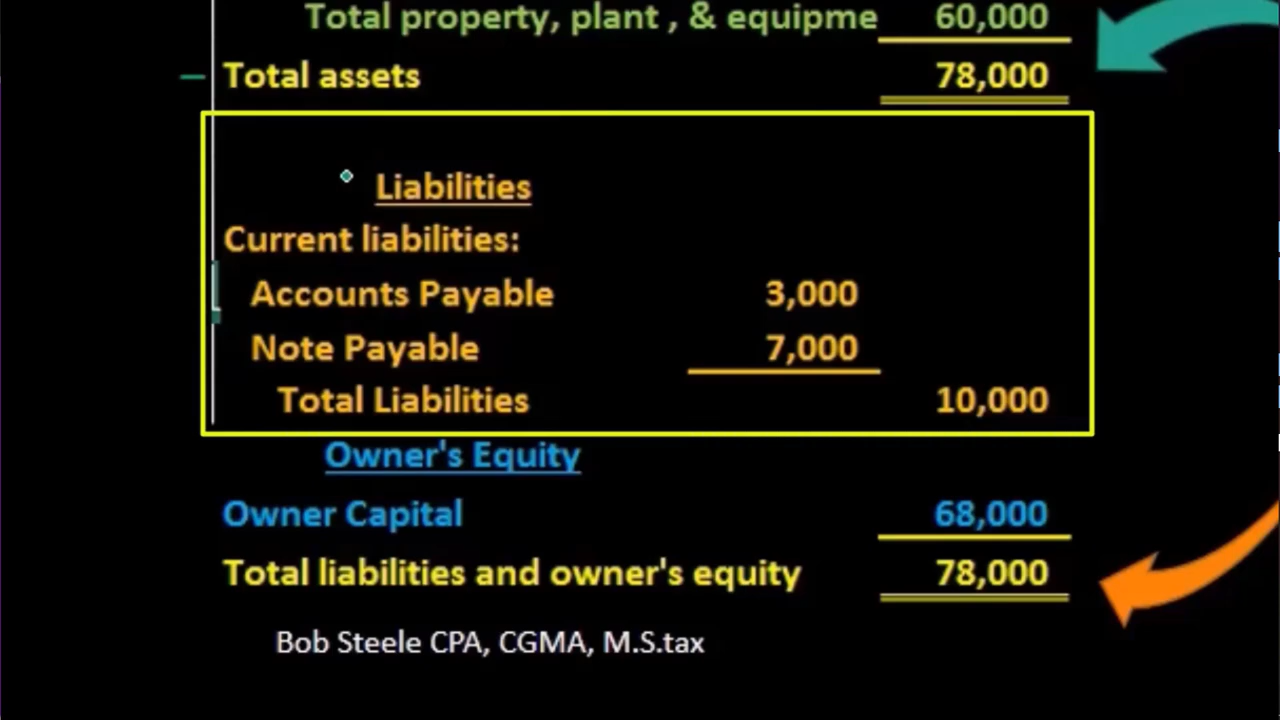 Total property, plant , & equipme 60,000
Total assets 78,000
Liabilities
Current liabilities:
Accounts Payable 3,000
Note Payable 7,000
Total Liabilities 10,000
Owner's Equity
Owner Capital 68,000
Total liabilities and owner's equity 78,000
Bob Steele CPA, CGMA, M.S.tax